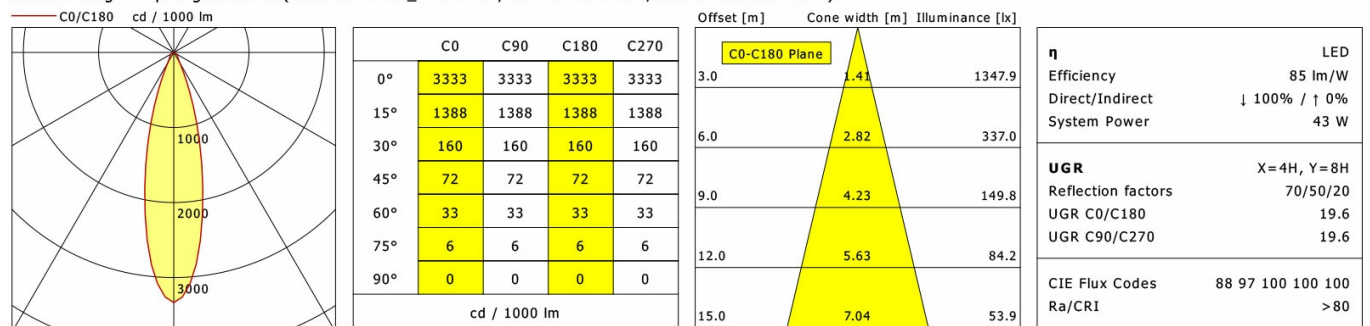 C0/C180 cd / 1000 lm
1000
2000
3000
C0 C90 C180 C270
0° 3333 3333 3333 3333
15° 1388 1388 1388 1388
30° 160 160 160 160
45° 72 72 72 72
60° 33 33 33 33
75° 6 6 6 6
90° 0 0 0 0
cd / 1000 lm
Offset [m] Cone width [m] Illuminance [lx]
C0-C180 Plane
3.0 1.41 1347.9
6.0 2.82 337.0
9.0 4.23 149.8
12.0 5.63 84.2
15.0 7.04 53.9
η LED
Efficiency 85 lm/W
Direct/Indirect ↓ 100% / ↑ 0%
System Power 43 W
UGR X=4H, Y=8H
Reflection factors 70/50/20
UGR C0/C180 19.6
UGR C90/C270 19.6
CIE Flux Codes 88 97 100 100 100
Ra/CRI >80